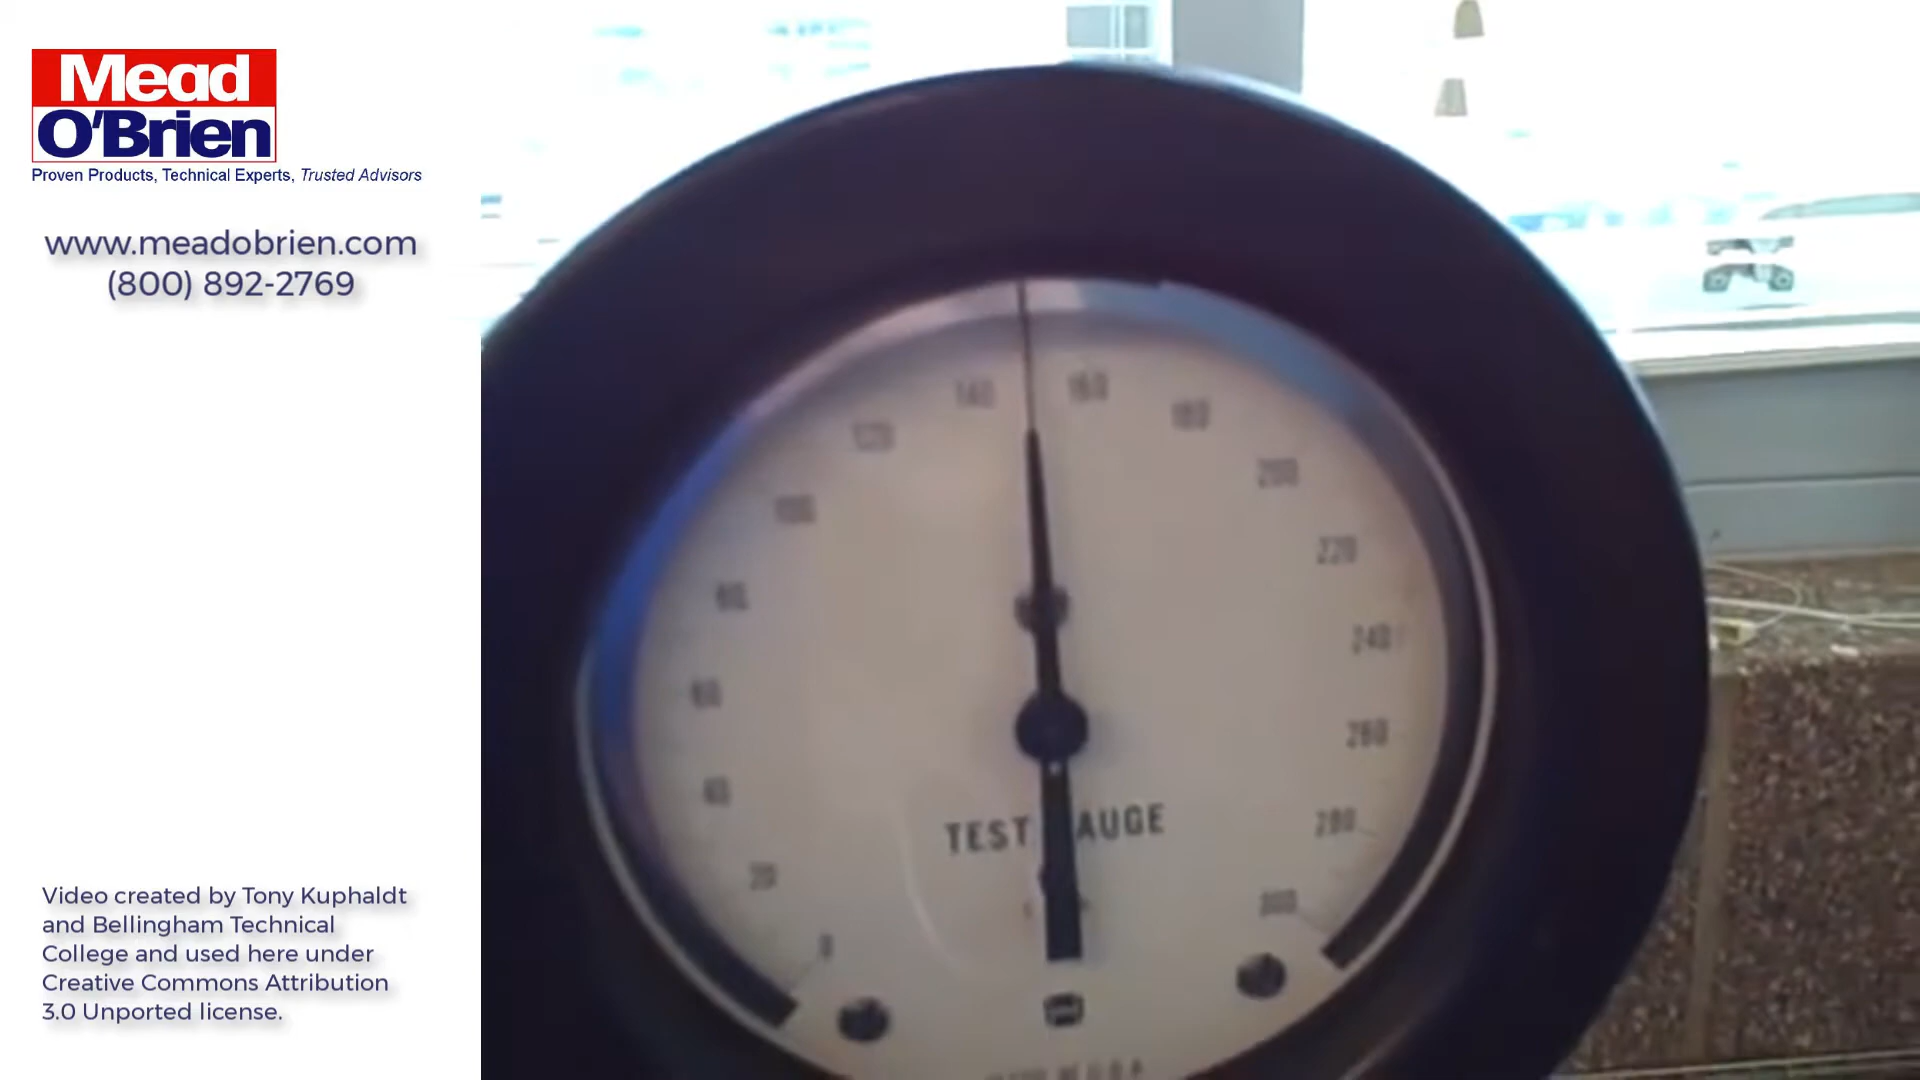 Mead
O'Brien
Proven Products, Technical Experts, Trusted Advisors
www.meadobrien.com
(800) 892-2769
140
160
120
180
100
200
80
220
60
240
260
40
280
20
300
0
TEST AUGE
Video created by Tony Kuphaldt
and Bellingham Technical
College and used here under
Creative Commons Attribution
3.0 Unported license.